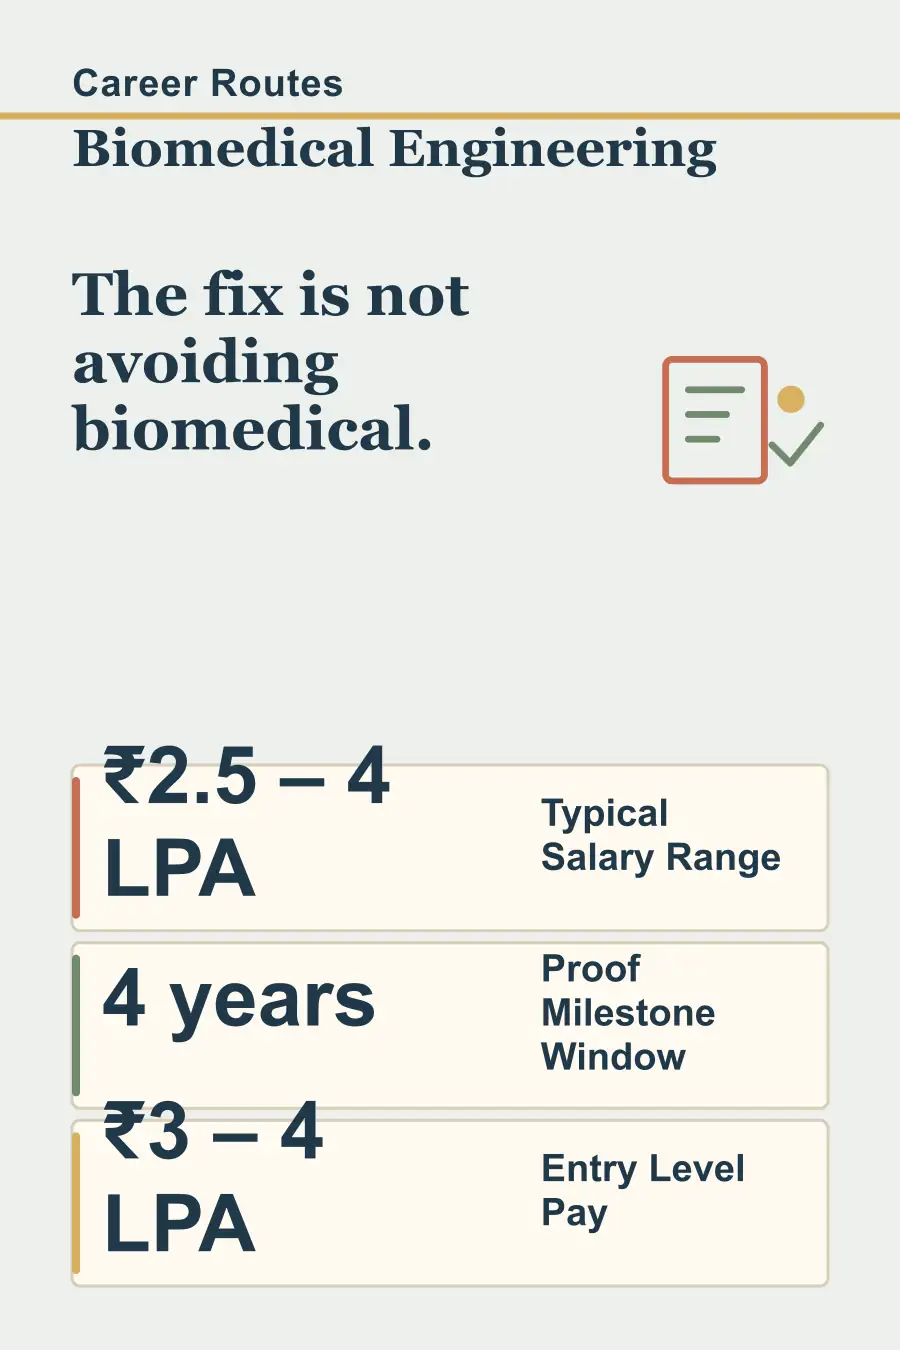 Career Routes
Biomedical Engineering
The fix is not
avoiding
biomedical.
₹2.5 – 4
LPA
Typical
Salary Range
4 years
Proof
Milestone
Window
₹3 – 4
LPA
Entry Level
Pay